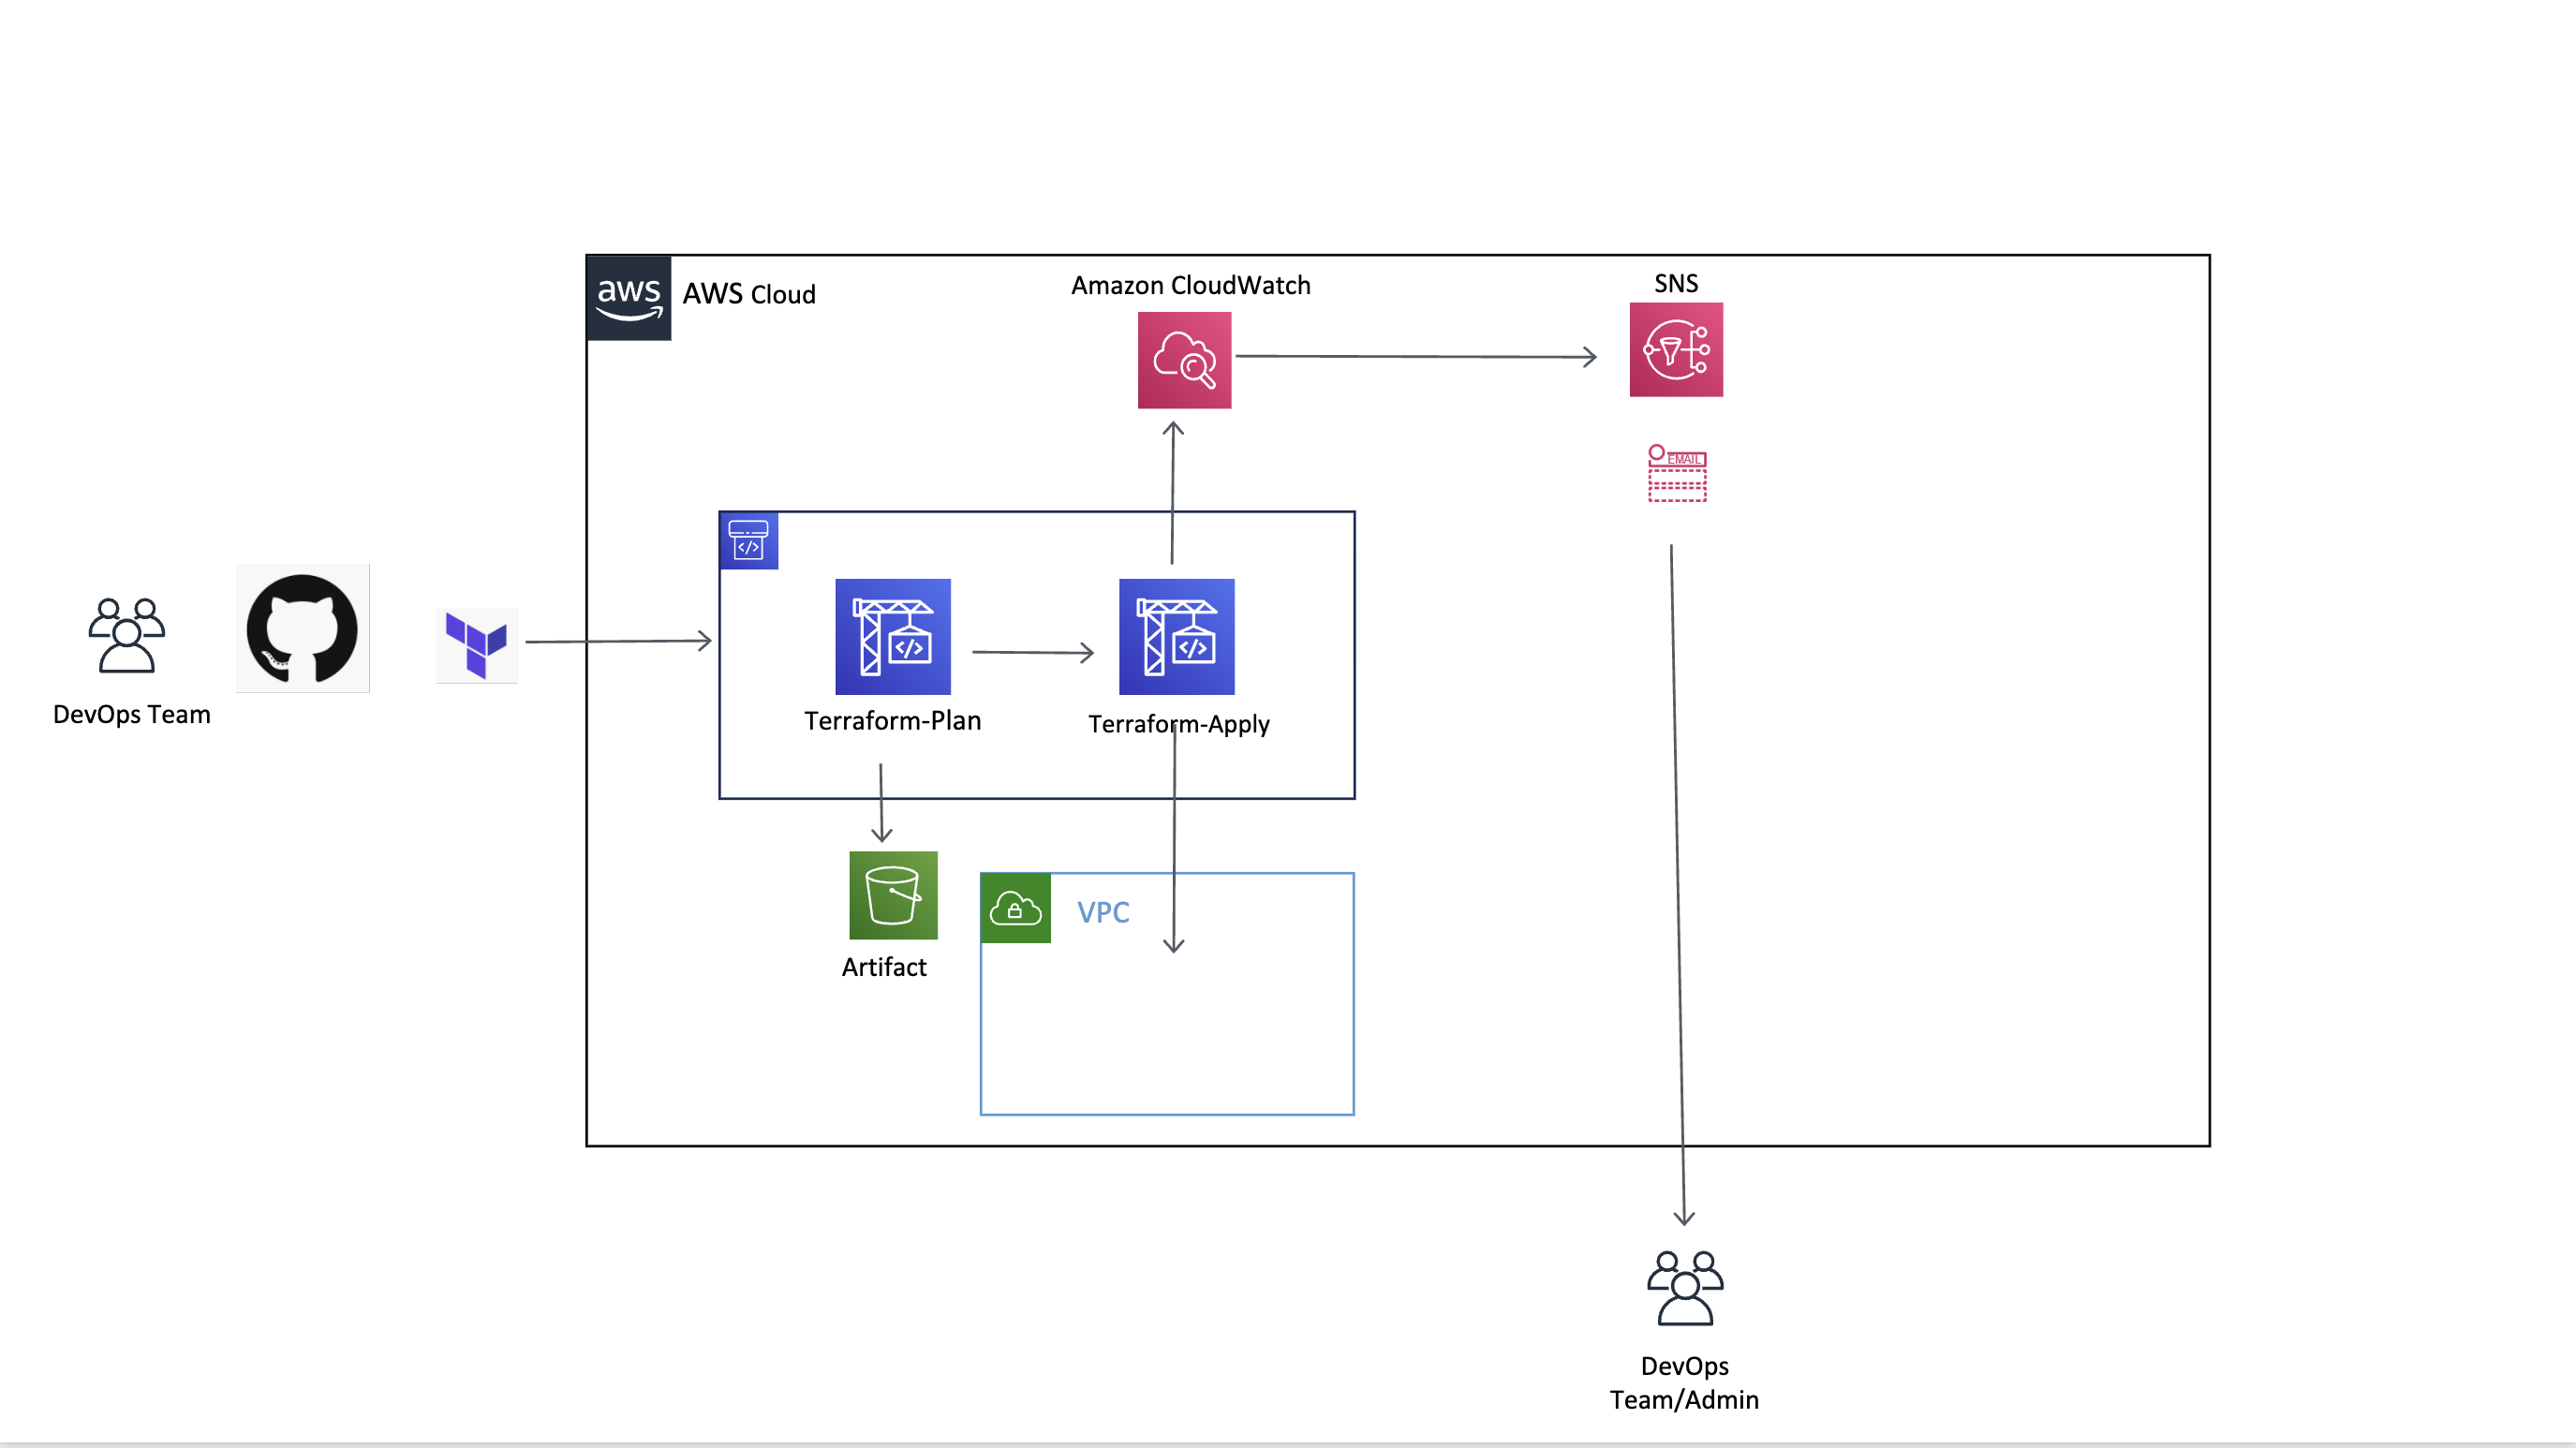 aws
AWS Cloud
Amazon CloudWatch
SNS
EMAIL
</>
</>
</>
DevOps Team
Terraform-Plan
Terraform-Apply
VPC
Artifact
DevOps
Team/Admin